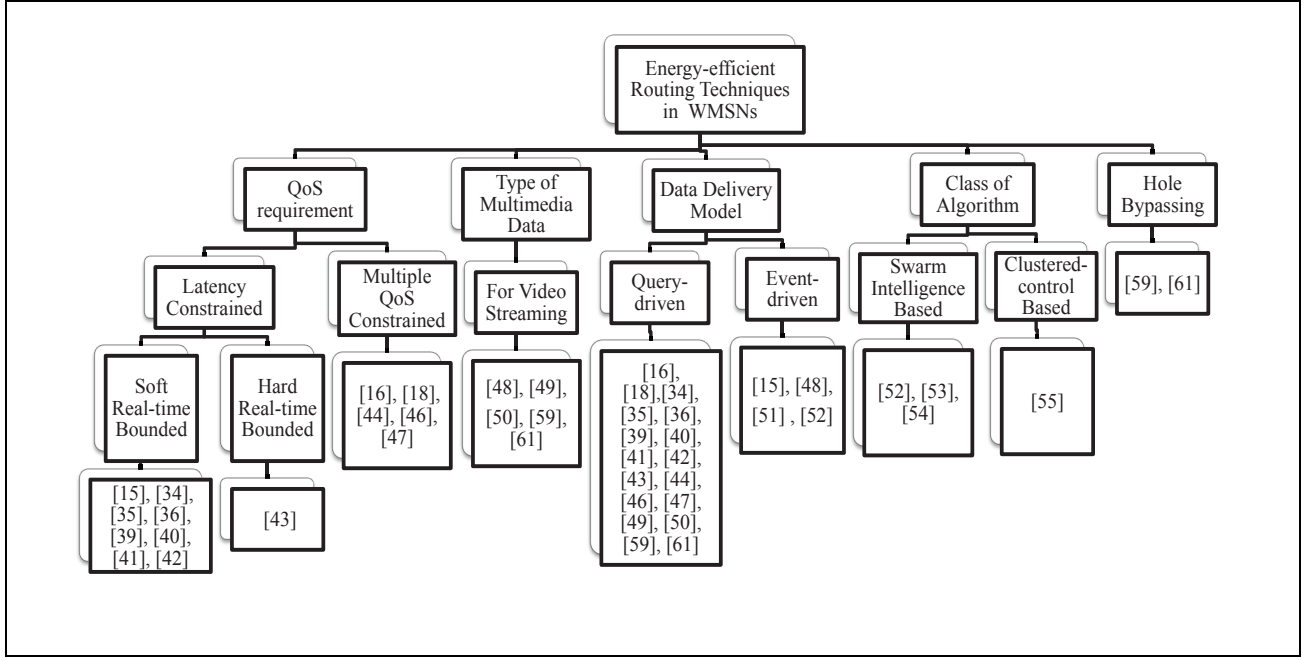 Energy-efficient
Routing Techniques
in WMSNs
QoS
requirement
Type of
Multimedia
Data
Data Delivery
Model
Class of
Algorithm
Hole
Bypassing
Latency
Constrained
Multiple
QoS
Constrained
For Video
Streaming
Query-
driven
Event-
driven
Swarm
Intelligence
Based
Clustered-
control
Based
[59], [61]
Soft
Real-time
Bounded
Hard
Real-time
Bounded
[16], [18],
[44], [46],
[47]
[48], [49],
[50], [59],
[61]
[16],
[18],[34],
[35], [36],
[39], [40],
[41], [42],
[43], [44],
[46], [47],
[49], [50],
[59], [61]
[15], [48],
[51] , [52]
[52], [53],
[54]
[55]
[15], [34],
[35], [36],
[39], [40],
[41], [42]
[43]